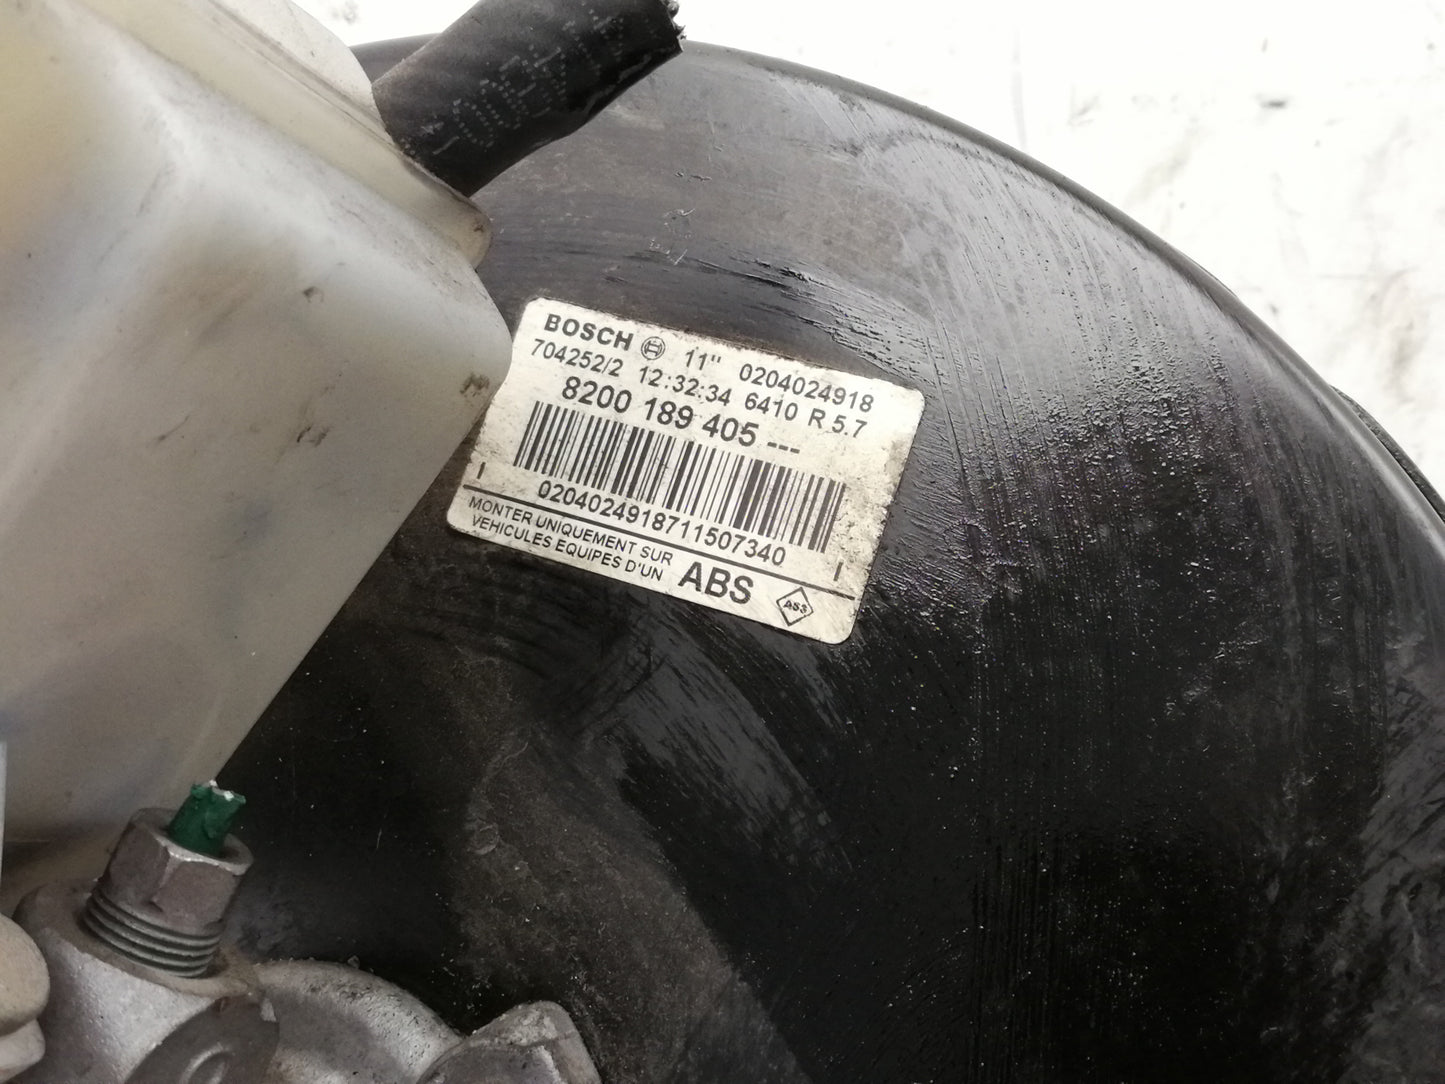 BOSCH 11" 0204024918
704252/2 12:32:34 6410 R 5.7
8200 189 405 ---
I I
0204024918711507340
MONTER UNIQUEMENT SUR
VEHICULES EQUIPES D'UN ABS
A53